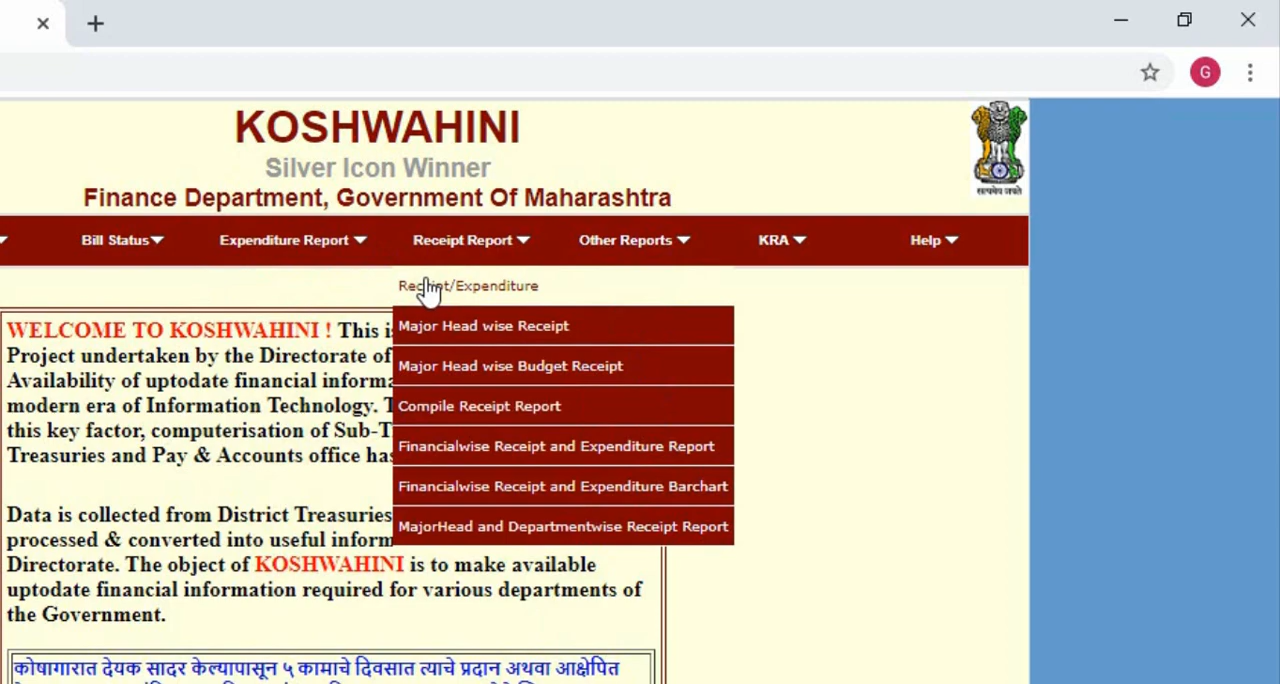 G
KOSHWAHINI
Silver Icon Winner
Finance Department, Government Of Maharashtra
सत्यमेव जयते
Bill Status
Expenditure Report
Receipt Report
Other Reports
KRA
Help
Receipt/Expenditure
Major Head wise Receipt
Major Head wise Budget Receipt
Compile Receipt Report
Financialwise Receipt and Expenditure Report
Financialwise Receipt and Expenditure Barchart
MajorHead and Departmentwise Receipt Report
WELCOME TO KOSHWAHINI ! This
Project undertaken by the Directorate of
Availability of uptodate financial
modern era of Information Technology.
this key factor, computerisation of
Treasuries and Pay & Accounts office
Data is collected from District Treasuries
processed & converted into useful
Directorate. The object of KOSHWAHINI is to make available
uptodate financial information required for various departments of
the Government.
कोषागारात देयक सादर केल्यापासून ५ कामाचे दिवसात त्याचे प्रदान अथवा आक्षेपित